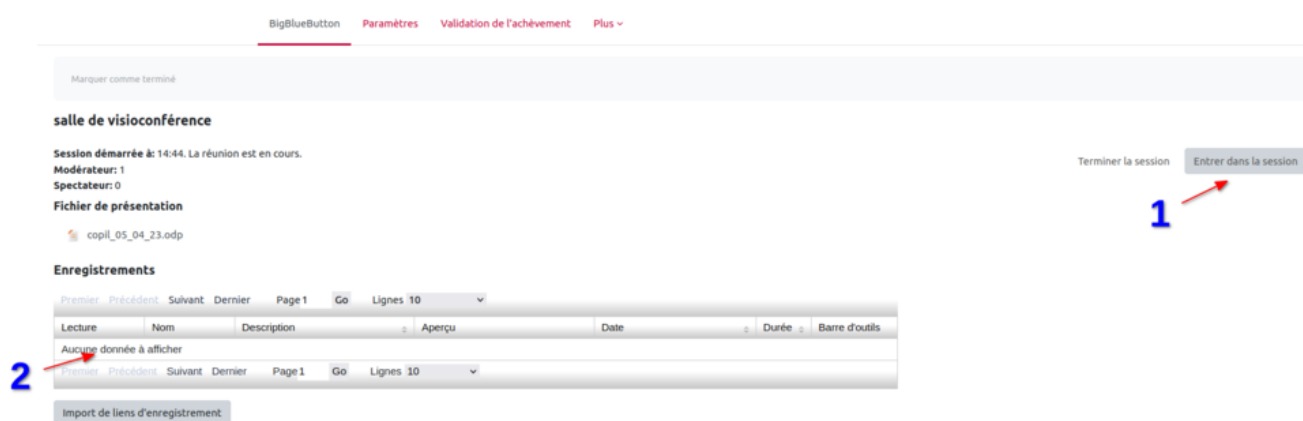 BigBlueButton Paramètres Validation de l'achèvement Plus
Marquer comme terminé
salle de visioconférence
Session démarrée à: 14:44. La réunion est en cours.
Modérateur: 1
Spectateur: 0
Terminer la session Entrer dans la session
1
Fichier de présentation
copil_05_04_23.odp
Enregistrements
Premier Précédent Suivant Dernier Page 1 Go Lignes 10
Lecture Nom Description Aperçu Date Durée Barre d'outils
Aucune donnée à afficher
2
Premier Précédent Suivant Dernier Page 1 Go Lignes 10
Import de liens d'enregistrement